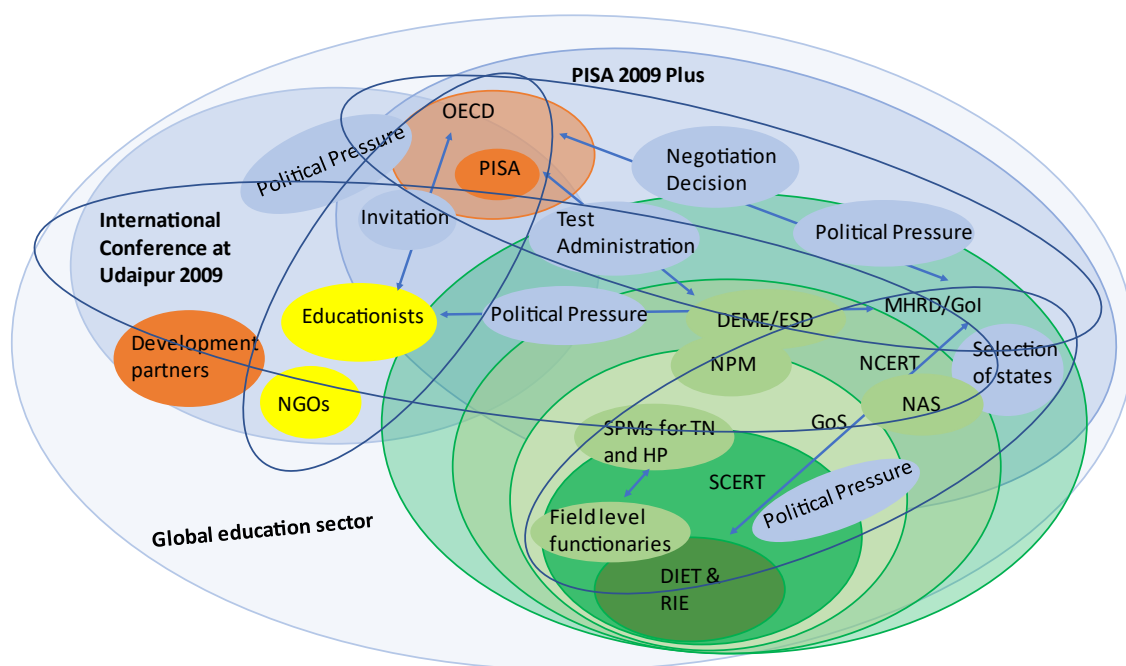 PISA 2009 Plus
OECD
Political Pressure
PISA
Negotiation
Decision
International
Conference at
Udaipur 2009
Invitation
Test
Administration
Political Pressure
Educationists
Political Pressure
DEME/ESD
MHRD/GoI
Development
partners
NPM
NCERT
Selection
of states
NGOs
NAS
GoS
SPMs for TN
and HP
SCERT
Political Pressure
Global education sector
Field level
functionaries
DIET &
RIE